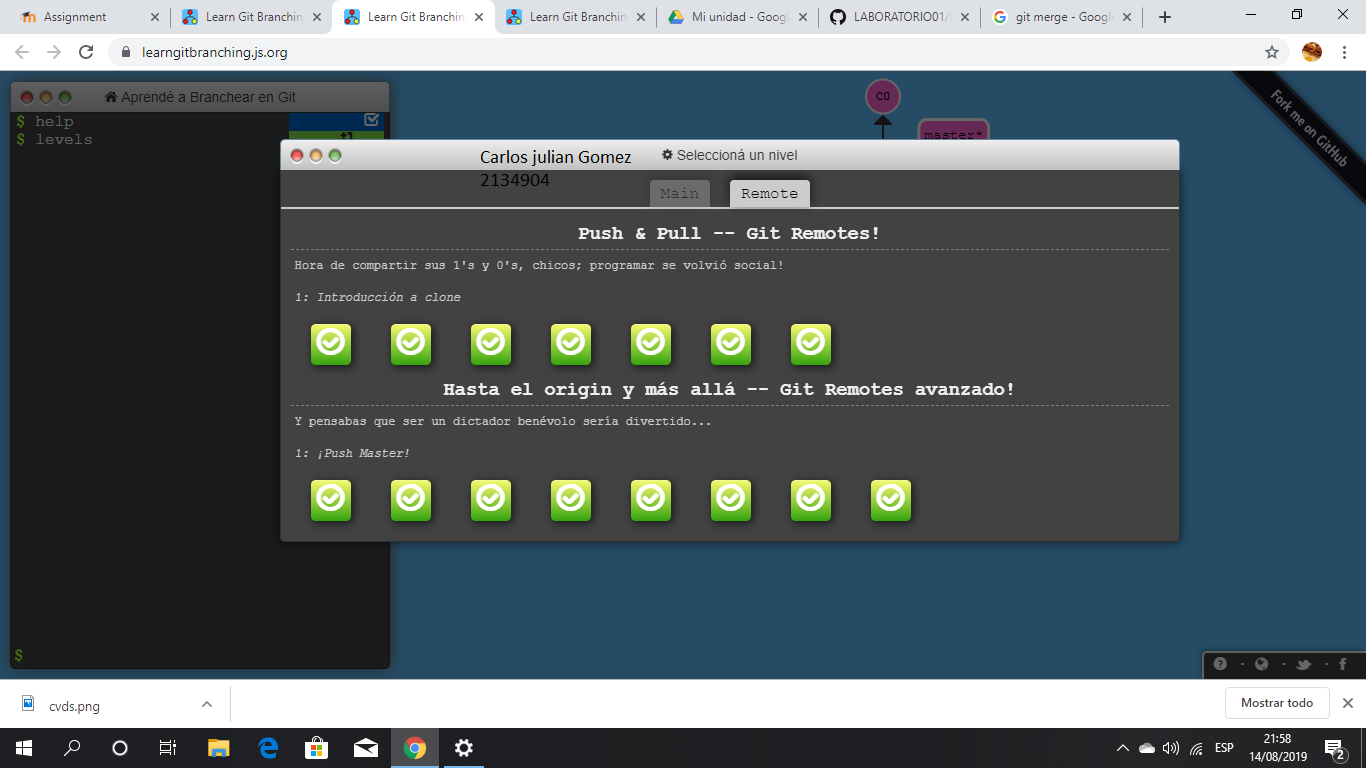 Assignment
Learn Git Branchin
Learn Git Branchin
Learn Git Branchin
Mi unidad - Googl
LABORATORIO01/
git merge - Googl
learngitbranching.js.org
Aprendé a Branchear en Git
$ help
$ levels
$
C0
master*
Fork me on GitHub
Carlos julian Gomez
2134904
Seleccioná un nivel
Main
Remote
Push & Pull -- Git Remotes!
Hora de compartir sus 1's y 0's, chicos; programar se volvió social!
1: Introducción a clone
Hasta el origin y más allá -- Git Remotes avanzado!
Y pensabas que ser un dictador benévolo sería divertido...
1: ¡Push Master!
cvds.png
Mostrar todo
ESP
21:58
14/08/2019
2